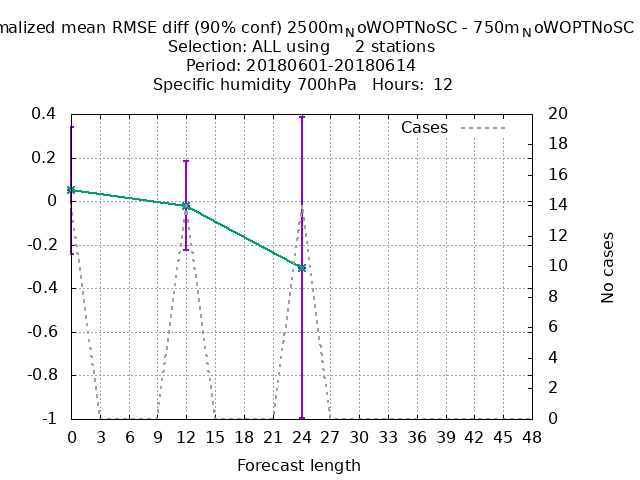 malized mean RMSE diff (90% conf) 2500mNoWOPTNoSC - 750mNoWOPTNoSC
Selection: ALL using 2 stations
Period: 20180601-20180614
Specific humidity 700hPa Hours: 12
Cases
0.4
0.2
0
-0.2
-0.4
-0.6
-0.8
-1
20
18
16
14
12
10
8
6
4
2
0
No cases
0 3 6 9 12 15 18 21 24 27 30 33 36 39 42 45 48
Forecast length